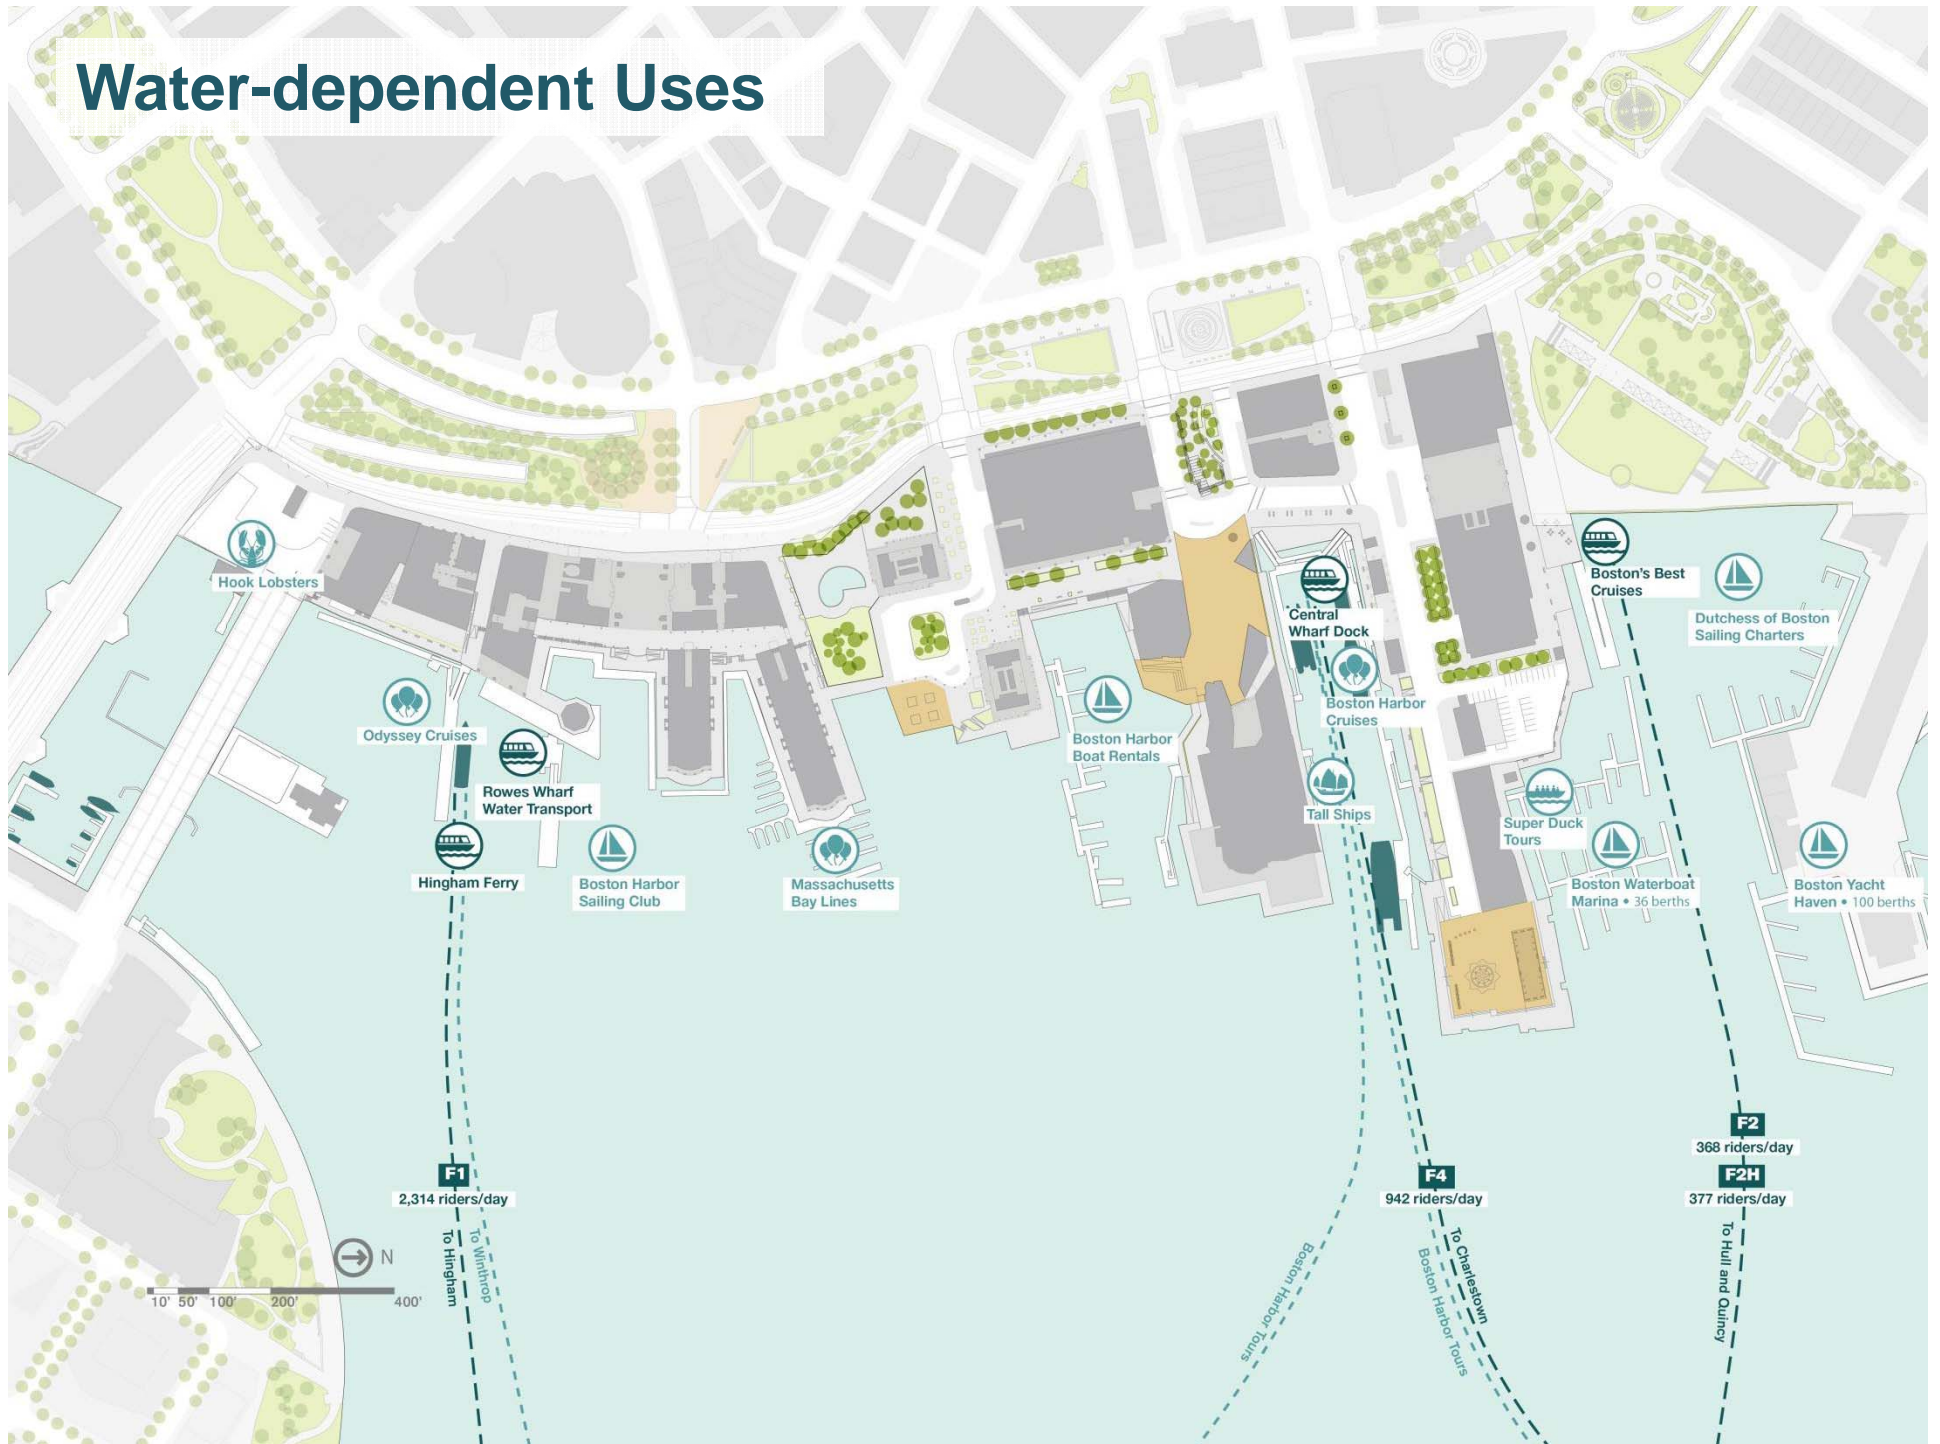 Water-dependent Uses
Hook Lobsters
Odyssey Cruises
Rowes Wharf
Water Transport
Hingham Ferry
Boston Harbor
Sailing Club
Massachusetts
Bay Lines
Boston Harbor
Boat Rentals
Central
Wharf Dock
Boston Harbor
Cruises
Tall Ships
Boston's Best
Cruises
Dutchess of Boston
Sailing Charters
Super Duck
Tours
Boston Waterboat
Marina • 36 berths
Boston Yacht
Haven • 100 berths
F1
2,314 riders/day
To Hingham
To Winthrop
Boston Harbor Tours
F4
942 riders/day
To Charlestown
Boston Harbor Tours
F2
368 riders/day
F2H
377 riders/day
To Hull and Quincy
N
10' 50' 100' 200' 400'